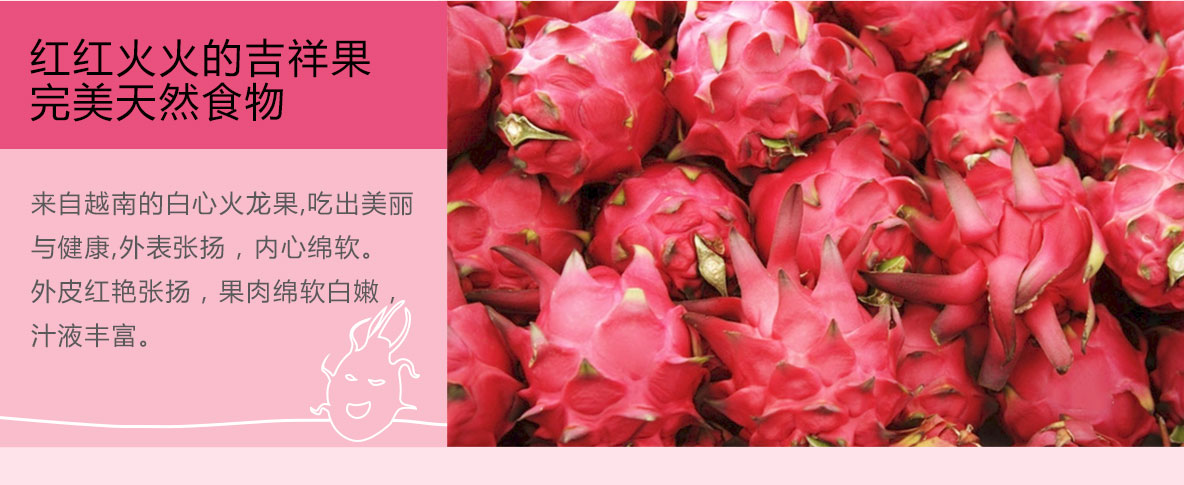 红红火火的吉祥果
完美天然食物
来自越南的白心火龙果,吃出美丽
与健康,外表张扬，内心绵软。
外皮红艳张扬，果肉绵软白嫩，
汁液丰富。